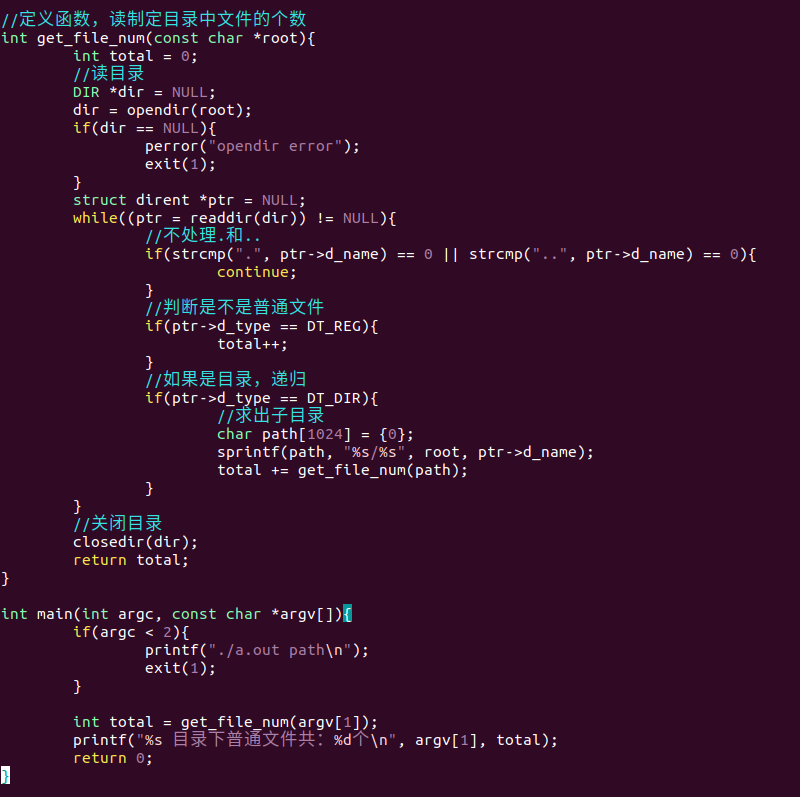 //定义函数，读制定目录中文件的个数
int get_file_num(const char *root){
        int total = 0;
        //读目录
        DIR *dir = NULL;
        dir = opendir(root);
        if(dir == NULL){
                perror("opendir error");
                exit(1);
        }
        struct dirent *ptr = NULL;
        while((ptr = readdir(dir)) != NULL){
                //不处理.和..
                if(strcmp(".", ptr->d_name) == 0 || strcmp("..", ptr->d_name) == 0){
                        continue;
                }
                //判断是不是普通文件
                if(ptr->d_type == DT_REG){
                        total++;
                }
                //如果是目录，递归
                if(ptr->d_type == DT_DIR){
                        //求出子目录
                        char path[1024] = {0};
                        sprintf(path, "%s/%s", root, ptr->d_name);
                        total += get_file_num(path);
                }
        }
        //关闭目录
        closedir(dir);
        return total;
}

int main(int argc, const char *argv[]){
        if(argc < 2){
                printf("./a.out path\n");
                exit(1);
        }

        int total = get_file_num(argv[1]);
        printf("%s 目录下普通文件共：%d个\n", argv[1], total);
        return 0;
}